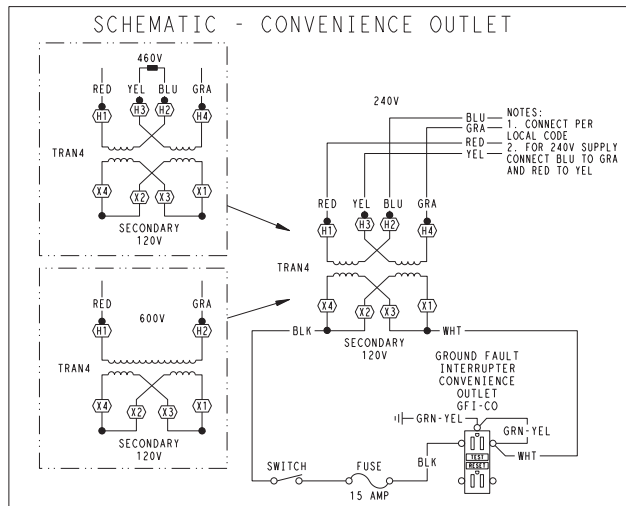 SCHEMATIC - CONVENIENCE OUTLET
460V
RED YEL BLU GRA
H1 H3 H2 H4
TRAN4
X4 X2 X3 X1
SECONDARY
120V
RED GRA
H1 600V H2
TRAN4
X4 X2 X3 X1
SECONDARY
120V
240V
BLU
GRA
RED
YEL
NOTES:
1. CONNECT PER
LOCAL CODE
2. FOR 240V SUPPLY
CONNECT BLU TO GRA
AND RED TO YEL
RED YEL BLU GRA
H1 H3 H2 H4
TRAN4
X4 X2 X3 X1
BLK WHT
SECONDARY
120V
GROUND FAULT
INTERRUPTER
CONVENIENCE
OUTLET
GFI-CO
GRN-YEL
GRN-YEL
BLK
WHT
TEST
RESET
SWITCH FUSE
15 AMP